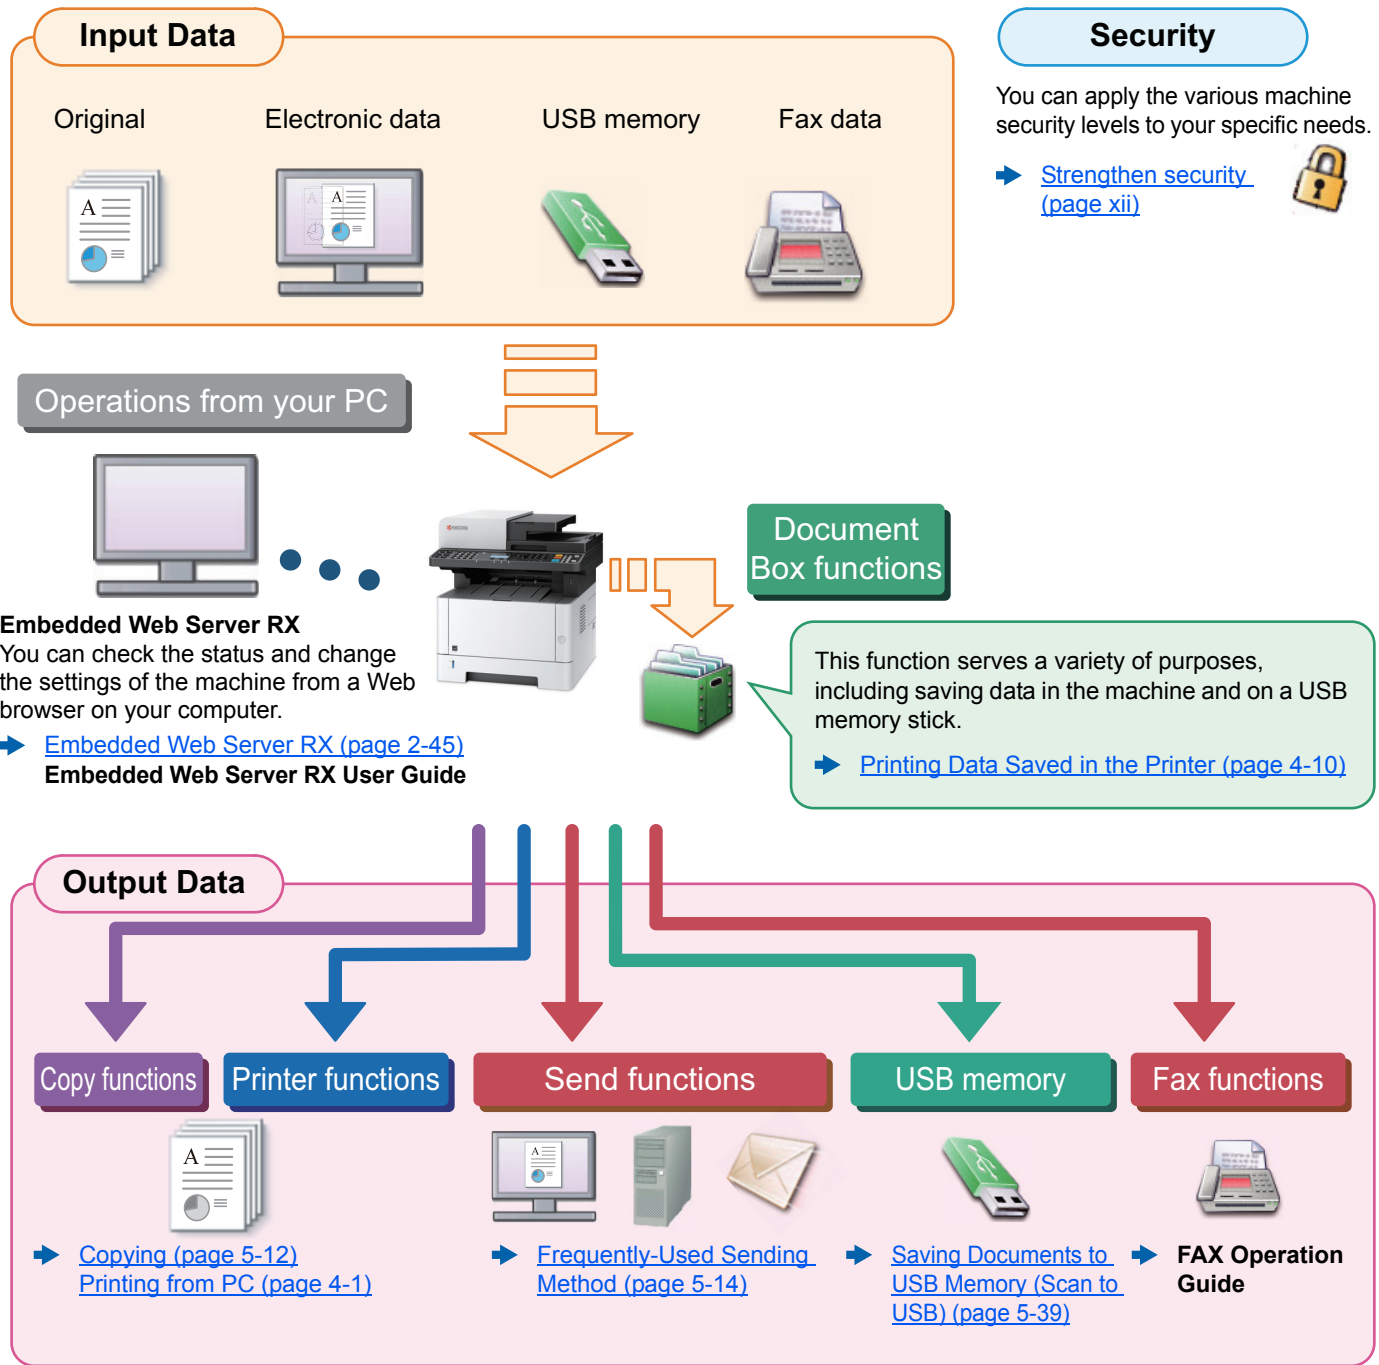 Input Data
Original
Electronic data
USB memory
Fax data
Security
You can apply the various machine
security levels to your specific needs.
Strengthen security
(page xii)
Operations from your PC
Embedded Web Server RX
You can check the status and change
the settings of the machine from a Web
browser on your computer.
Embedded Web Server RX (page 2-45)
Embedded Web Server RX User Guide
Document
Box functions
This function serves a variety of purposes,
including saving data in the machine and on a USB
memory stick.
Printing Data Saved in the Printer (page 4-10)
Output Data
Copy functions
Printer functions
Send functions
USB memory
Fax functions
Copying (page 5-12)
Printing from PC (page 4-1)
Frequently-Used Sending
Method (page 5-14)
Saving Documents to
USB Memory (Scan to
USB) (page 5-39)
FAX Operation
Guide